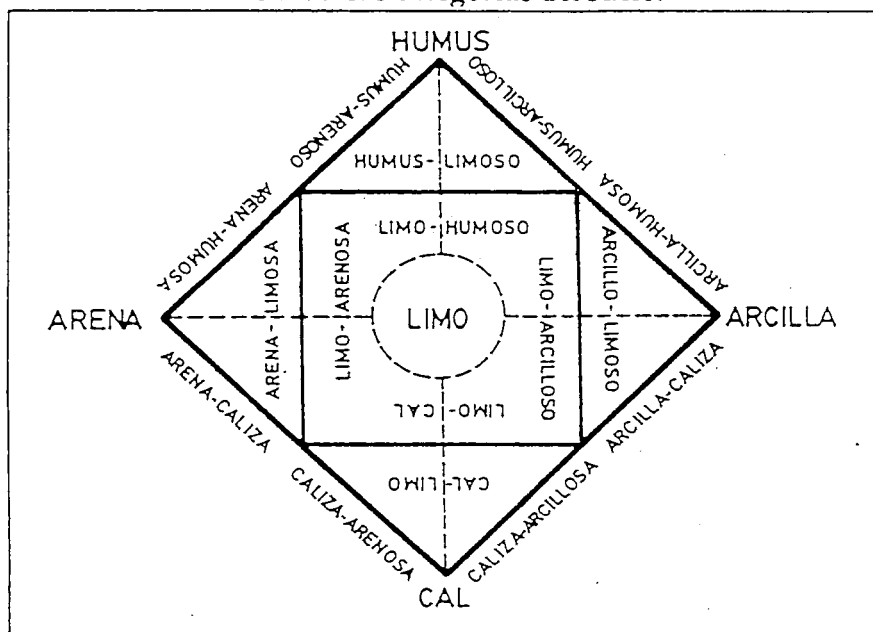 HUMUS
HUMUS-ARENOSO
HUMUS-ARCILLOSO
HUMUS-LIMOSO
ARENA-HUMOSA
ARCILLA-HUMOSA
LIMO-HUMOSO
ARENA-LIMOSA
LIMO-ARENOSA
LIMO-ARCILLOSO
ARCILLO-LIMOSO
ARENA
LIMO
ARCILLA
ARENA-CALIZA
LIMO-CAL
ARCILLA-CALIZA
CAL-LIMO
CALIZA-ARENOSA
CALIZA-ARCILLOSA
CAL